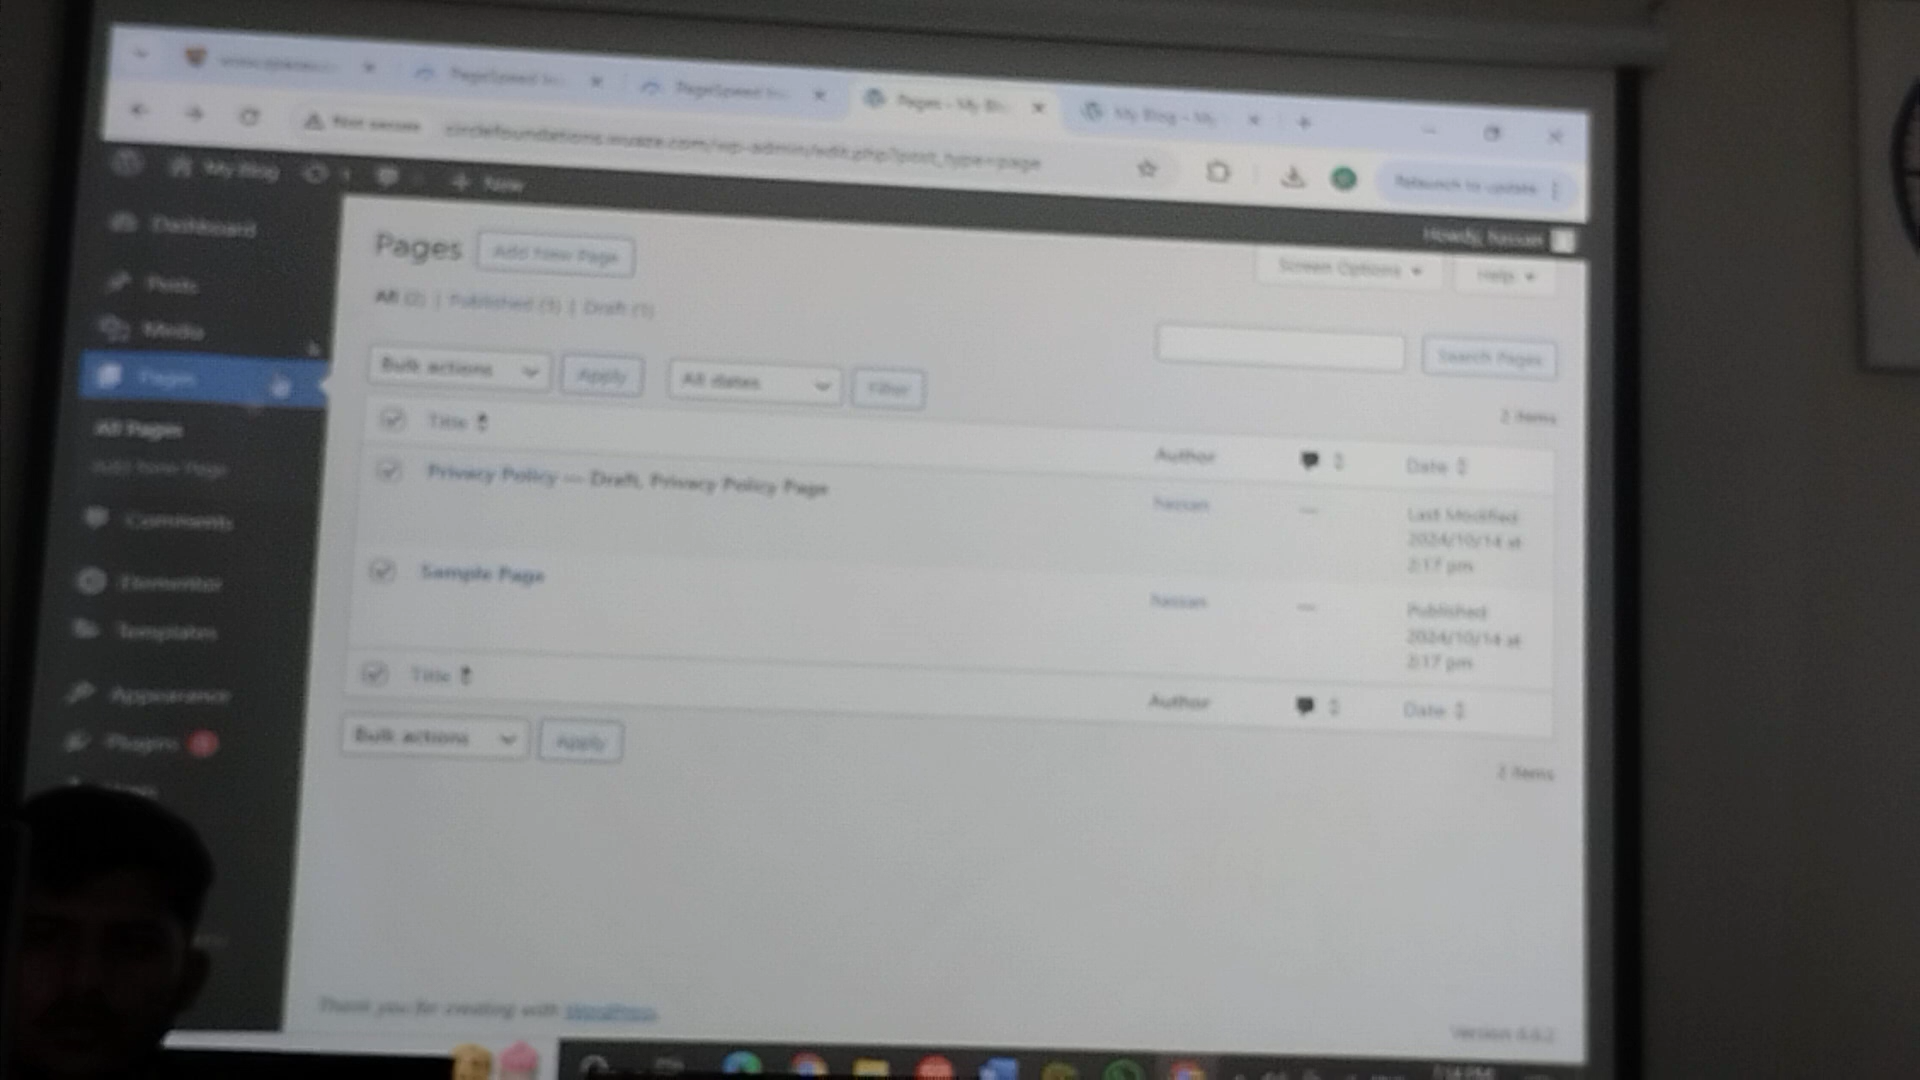 PageSpeed In
PageSpeed In
Pages - My Bl
My Blog - My
Not secure
circlefoundations.wuaze.com/wp-admin/edit.php?post_type=page
Relaunch to update
My Blog
1
New
Howdy, hassan
Dashboard
Posts
Media
Pages
All Pages
Add New Page
Comments
Elementor
Templates
Appearance
Plugins
Pages
Add New Page
Screen Options
Help
All (2) | Published (1) | Draft (1)
Search Pages
Bulk actions
Apply
All dates
Filter
2 items
Title
Author
Date
Privacy Policy — Draft, Privacy Policy Page
hassan
—
Last Modified
2024/10/14 at
2:17 pm
Sample Page
hassan
—
Published
2024/10/14 at
2:17 pm
Title
Author
Date
Bulk actions
Apply
2 items
Thank you for creating with WordPress.
Version 6.6.2